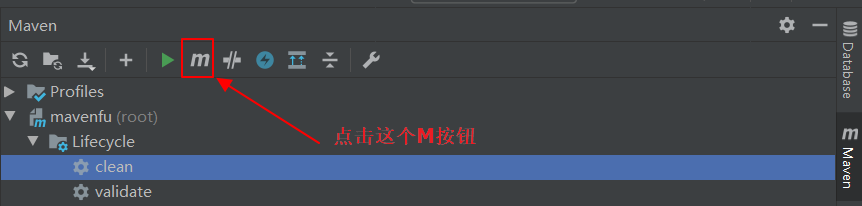 Maven
m
Profiles
mavenfu (root)
Lifecycle
clean
validate
点击这个M按钮
Database
m
Maven